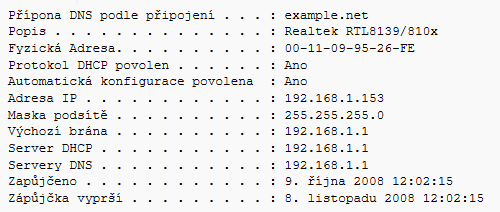 Přípona DNS podle připojení . . . : example.net
Popis . . . . . . . . . . . . . . : Realtek RTL8139/810x
Fyzická Adresa. . . . . . . . . . : 00-11-09-95-26-FE
Protokol DHCP povolen . . . . . . : Ano
Automatická konfigurace povolena  : Ano
Adresa IP . . . . . . . . . . . . : 192.168.1.153
Maska podsítě . . . . . . . . . . : 255.255.255.0
Výchozí brána . . . . . . . . . . : 192.168.1.1
Server DHCP . . . . . . . . . . . : 192.168.1.1
Servery DNS . . . . . . . . . . . : 192.168.1.1
Zapůjčeno . . . . . . . . . . . . : 9. října 2008 12:02:15
Zápůjčka vyprší . . . . . . . . . : 8. listopadu 2008 12:02:15